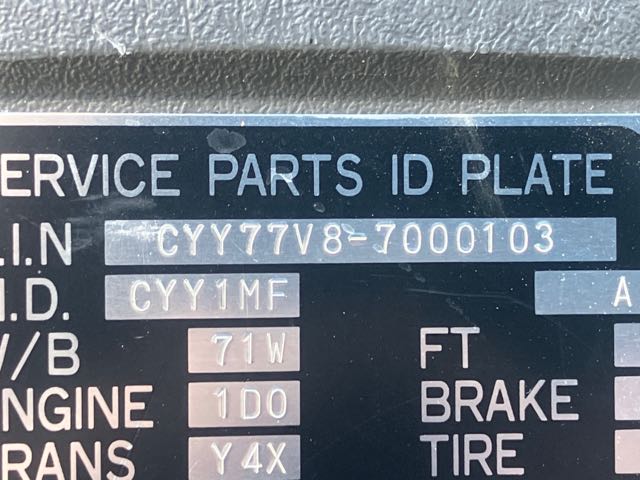 ERVICE PARTS ID PLATE
.I.N CYY77V8-7000103
.I.D. CYY1MF A
/B 71W FT
NGINE 1D0 BRAKE
RANS Y4X TIRE